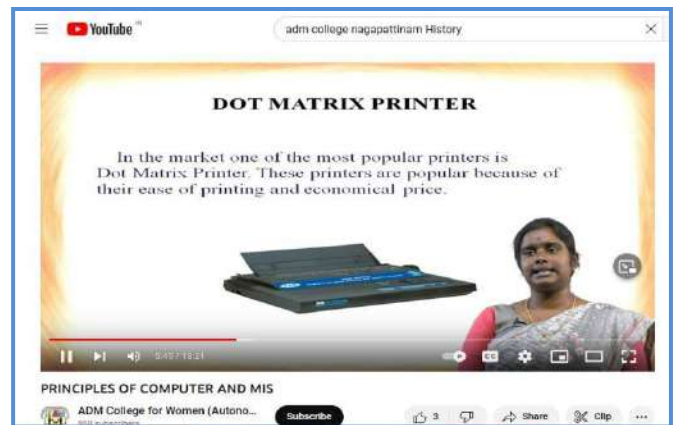 YouTube IN
adm college nagapattinam History
DOT MATRIX PRINTER
In the market one of the most popular printers is
Dot Matrix Printer. These printers are popular because of
their ease of printing and economical price.
CC
PRINCIPLES OF COMPUTER AND MIS
ADM College for Women (Autono...
Subscribe
3
Share
Clip